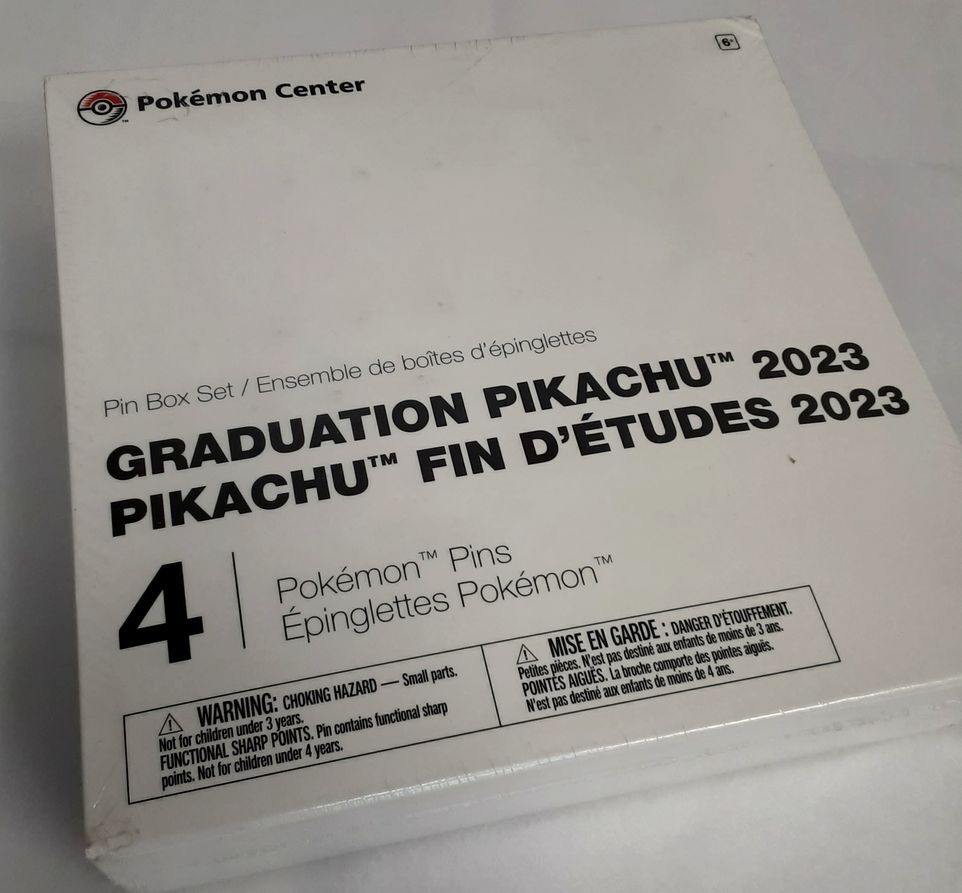 Pokémon Center
6+
Pin Box Set / Ensemble de boîtes d'épinglettes
GRADUATION PIKACHU™ 2023
PIKACHU™ FIN D'ÉTUDES 2023
4
Pokémon™ Pins
Épinglettes Pokémon™
WARNING: CHOKING HAZARD — Small parts.
Not for children under 3 years.
FUNCTIONAL SHARP POINTS. Pin contains functional sharp
points. Not for children under 4 years.
MISE EN GARDE : DANGER D'ÉTOUFFEMENT.
Petites pièces. N'est pas destiné aux enfants de moins de 3 ans.
POINTES AIGUËS. La broche comporte des pointes aiguës.
N'est pas destiné aux enfants de moins de 4 ans.